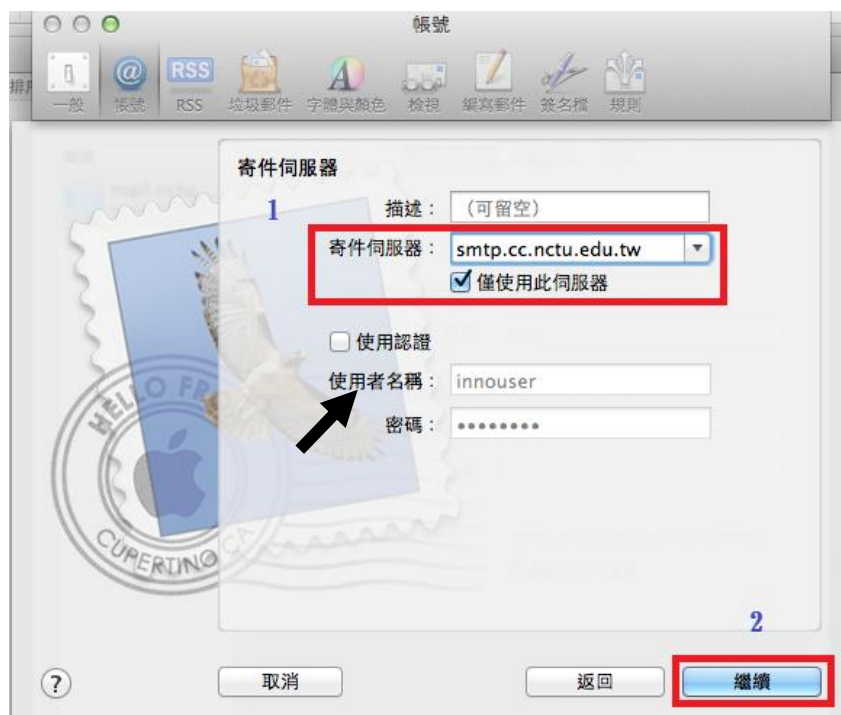 帳號
一般 帳號 RSS 垃圾郵件 字體與顏色 檢視 編寫郵件 簽名檔 規則
RSS
寄件伺服器
1
描述： （可留空）
寄件伺服器： smtp.cc.nctu.edu.tw
僅使用此伺服器
使用認證
使用者名稱： innouser
密碼： ••••••••
HELLO FR
CUPERTINO CA
2
? 取消 返回 繼續